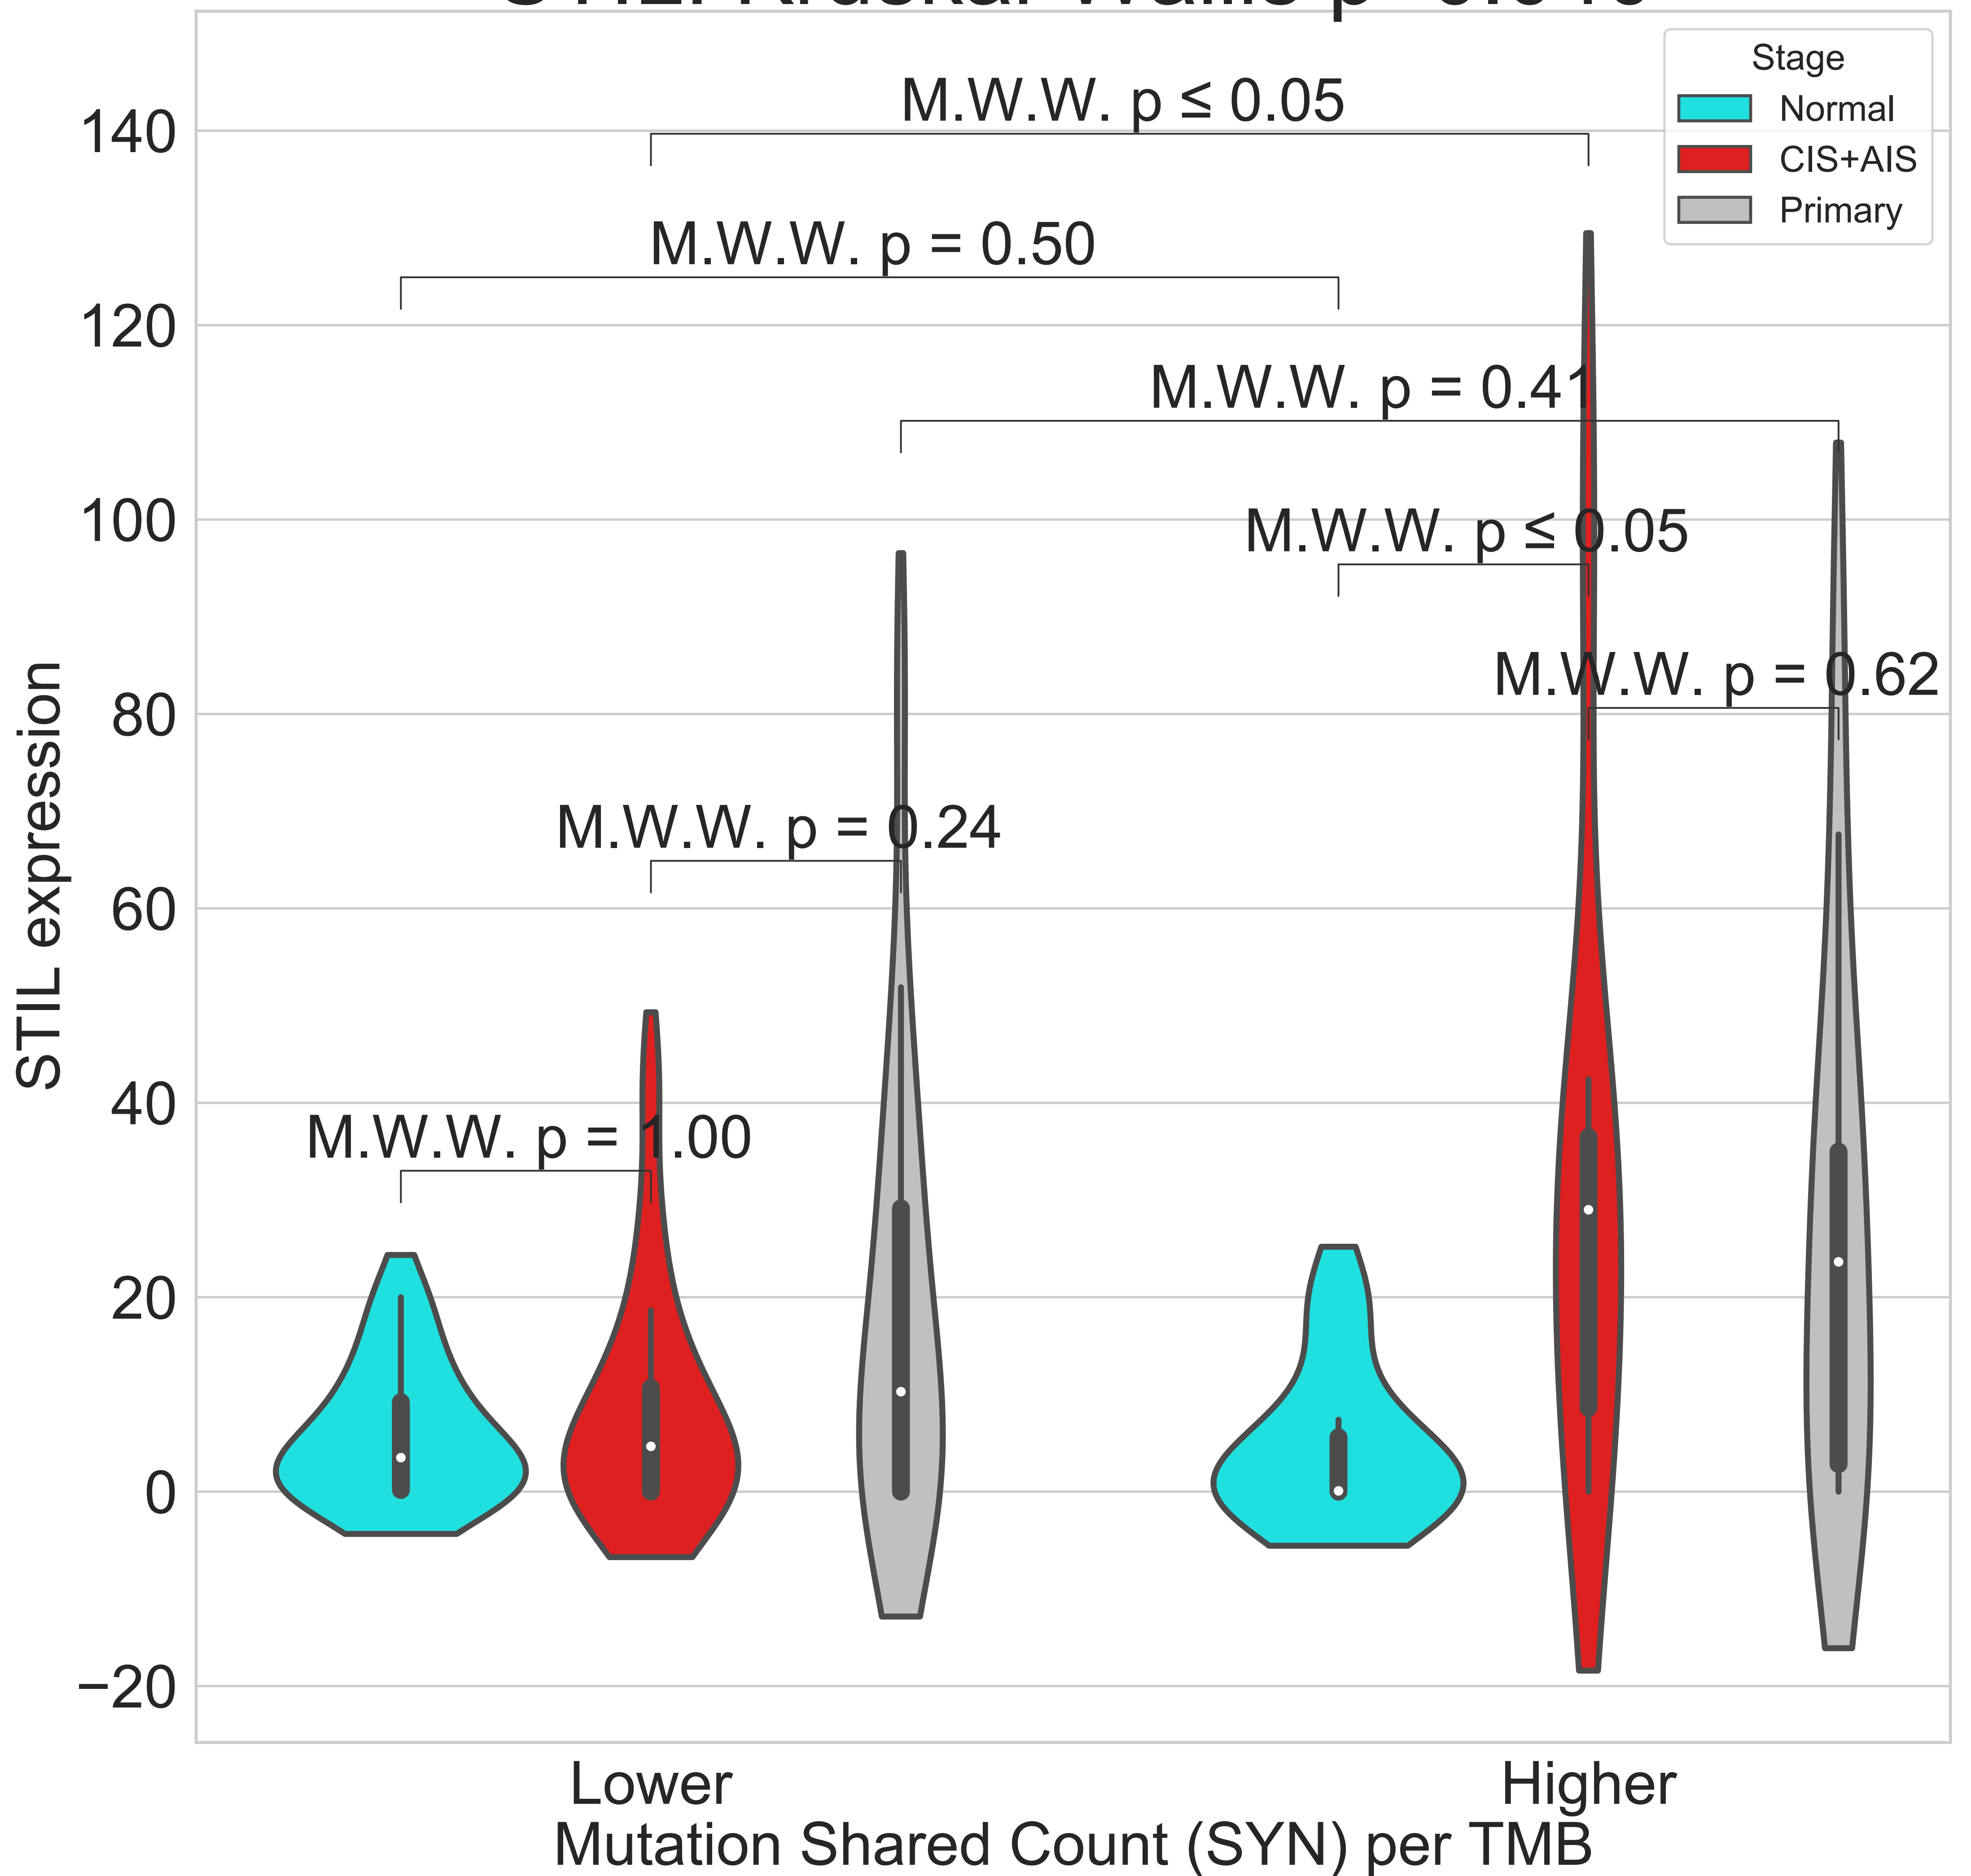 Stage
Normal
CIS+AIS
Primary
M.W.W. p ≤ 0.05
M.W.W. p = 0.50
M.W.W. p = 0.41
M.W.W. p ≤ 0.05
M.W.W. p = 0.62
M.W.W. p = 0.24
M.W.W. p = 1.00
140
120
100
80
60
40
20
0
−20
STIL expression
Lower
Higher
Mutation Shared Count (SYN) per TMB